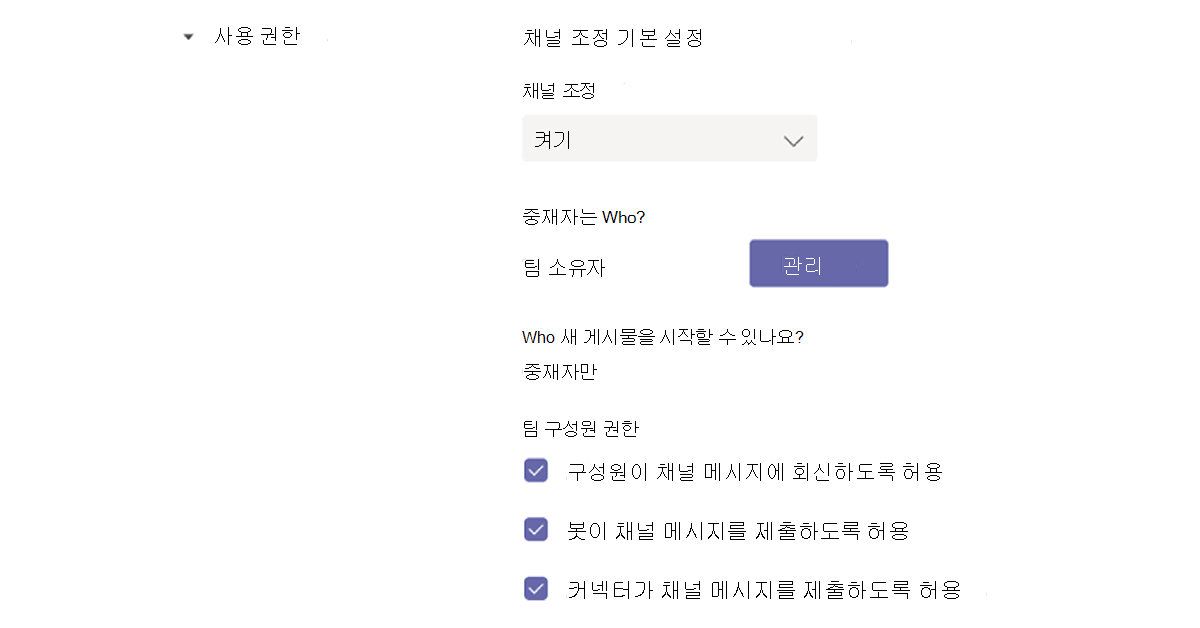 사용 권한
채널 조정 기본 설정
채널 조정
켜기
중재자는 Who?
팀 소유자
관리
Who 새 게시물을 시작할 수 있나요?
중재자만
팀 구성원 권한
구성원이 채널 메시지에 회신하도록 허용
봇이 채널 메시지를 제출하도록 허용
커넥터가 채널 메시지를 제출하도록 허용